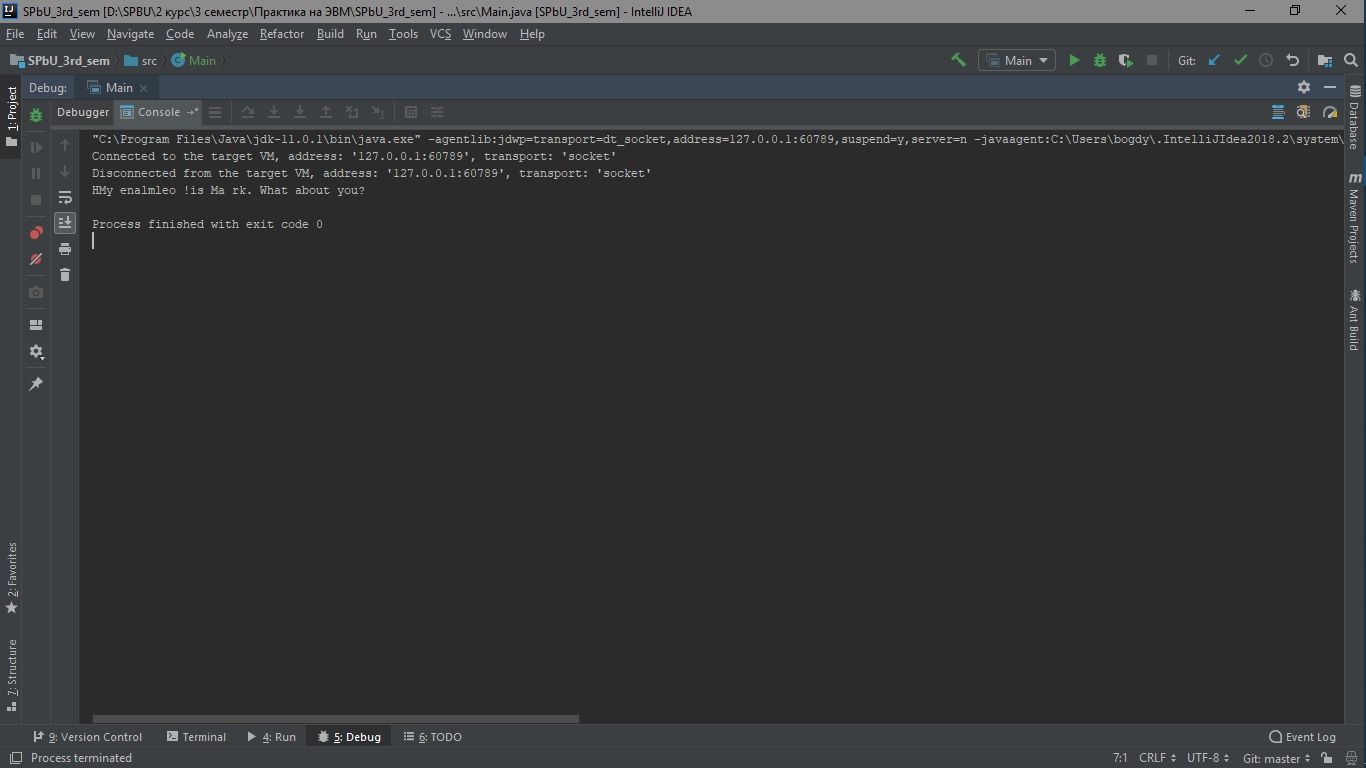 SPbU_3rd_sem [D:\SPBU\2 курс\3 семестр\Практика на ЭВМ\SPbU_3rd_sem] - ...\src\Main.java [SPbU_3rd_sem] - IntelliJ IDEA
File Edit View Navigate Code Analyze Refactor Build Run Tools VCS Window Help
SPbU_3rd_sem src Main Main Git:
Debug: Main
Debugger Console
"C:\Program Files\Java\jdk-11.0.1\bin\java.exe" -agentlib:jdwp=transport=dt_socket,address=127.0.0.1:60789,suspend=y,server=n -javaagent:C:\Users\bogdy\.IntelliJIdea2018.2\system\
Connected to the target VM, address: '127.0.0.1:60789', transport: 'socket'
Disconnected from the target VM, address: '127.0.0.1:60789', transport: 'socket'
HMy enalmleo !is Ma rk. What about you?
Process finished with exit code 0
1: Project
2: Favorites
7: Structure
Database
Maven Projects
Ant Build
9: Version Control Terminal 4: Run 5: Debug 6: TODO Event Log
Process terminated 7:1 CRLF UTF-8 Git: master